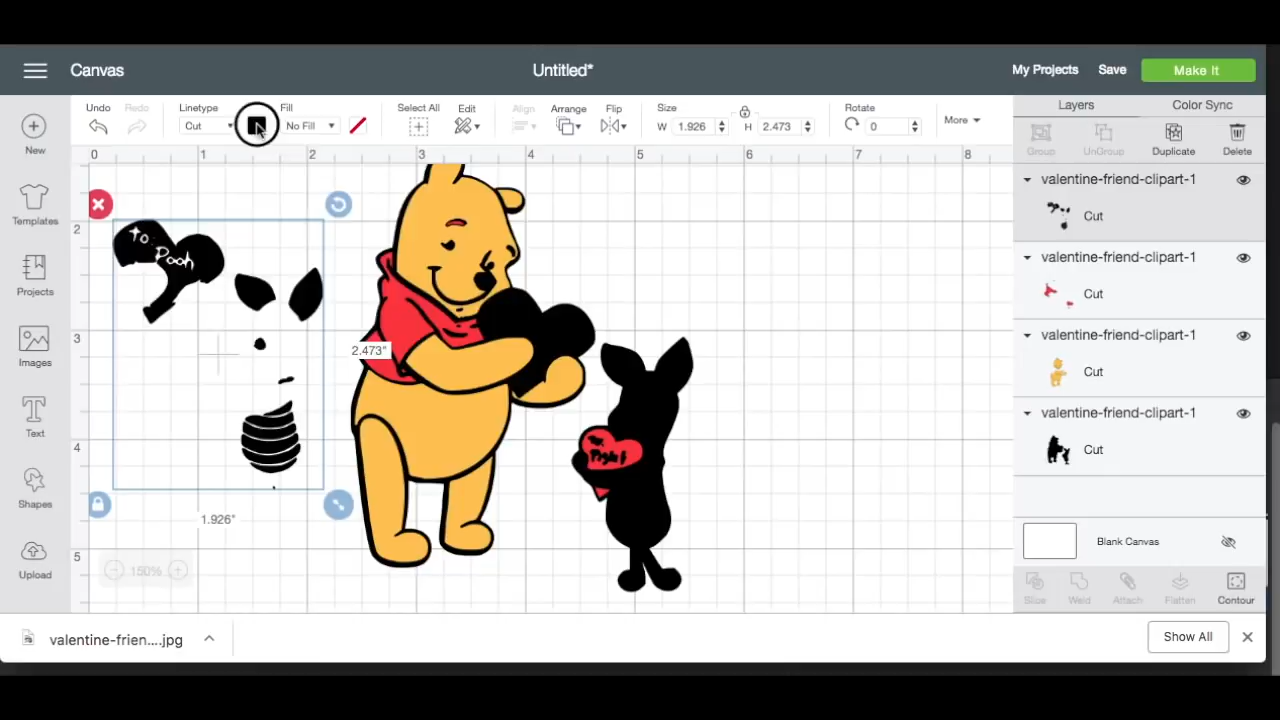 Canvas
Untitled*
My Projects
Save
Make It
New
Templates
Projects
Images
Text
Shapes
Upload
Undo
Redo
Linetype
Cut
Fill
No Fill
Select All
Edit
Align
Arrange
Flip
Size
W 1.926
H 2.473
Rotate
0
More
0 1 2 3 4 5 6 7 8
2
3
4
5
To:
Pooh
2.473"
1.926"
150%
To:
Piglet
Layers
Color Sync
Group
UnGroup
Duplicate
Delete
valentine-friend-clipart-1
Cut
valentine-friend-clipart-1
Cut
valentine-friend-clipart-1
Cut
valentine-friend-clipart-1
Cut
Blank Canvas
Slice
Weld
Attach
Flatten
Contour
valentine-frien....jpg
Show All